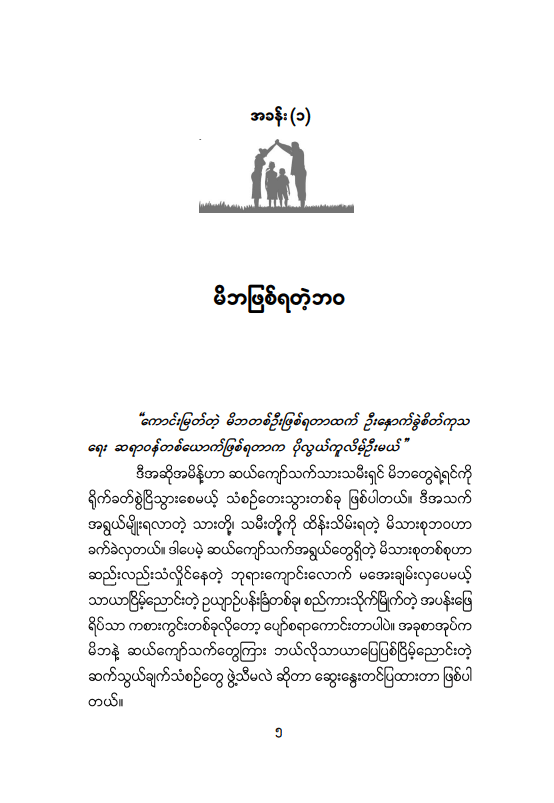 အခန်း (၁)
မိဘဖြစ်ရတဲ့ဘဝ
“ကောင်းမြတ်တဲ့ မိဘတစ်ဦးဖြစ်ရတာထက် ဦးနှောက်ခွဲစိတ်ကုသ
ရေး ဆရာဝန်တစ်ယောက်ဖြစ်ရတာက ပိုလွယ်ကူလိမ့်ဦးမယ်”
ဒီအဆိုအမိန့်ဟာ ဆယ်ကျော်သက်သားသမီးရှင် မိဘတွေရဲ့ရင်ကို
ရိုက်ခတ်စွဲငြိသွားစေမယ့် သံစဉ်တေးသွားတစ်ခု ဖြစ်ပါတယ်။ ဒီအသက်
အရွယ်မျိုးရလာတဲ့ သားတို့၊ သမီးတို့ကို ထိန်းသိမ်းရတဲ့ မိသားစုဘဝဟာ
ခက်ခဲလှတယ်။ ဒါပေမဲ့ ဆယ်ကျော်သက်အရွယ်တွေရှိတဲ့ မိသားစုတစ်စုဟာ
ဆည်းလည်းသံလှိုင်နေတဲ့ ဘုရားကျောင်းလောက် မအေးချမ်းလှပေမယ့်
သာယာငြိမ့်ညောင်းတဲ့ ဥယျာဉ်ပန်းခြံတစ်ခု၊ စည်ကားသိုက်မြိုက်တဲ့ အပန်းဖြေ
ရိပ်သာ ကစားကွင်းတစ်ခုလိုတော့ ပျော်စရာကောင်းတာပါပဲ။ အခုစာအုပ်က
မိဘနဲ့ ဆယ်ကျော်သက်တွေကြား ဘယ်လိုသာယာပြေပြစ်ငြိမ့်ညောင်းတဲ့
ဆက်သွယ်ချက်သံစဉ်တွေ ဖွဲ့သီမလဲ ဆိုတာ ဆွေးနွေးတင်ပြထားတာ ဖြစ်ပါ
တယ်။
၅